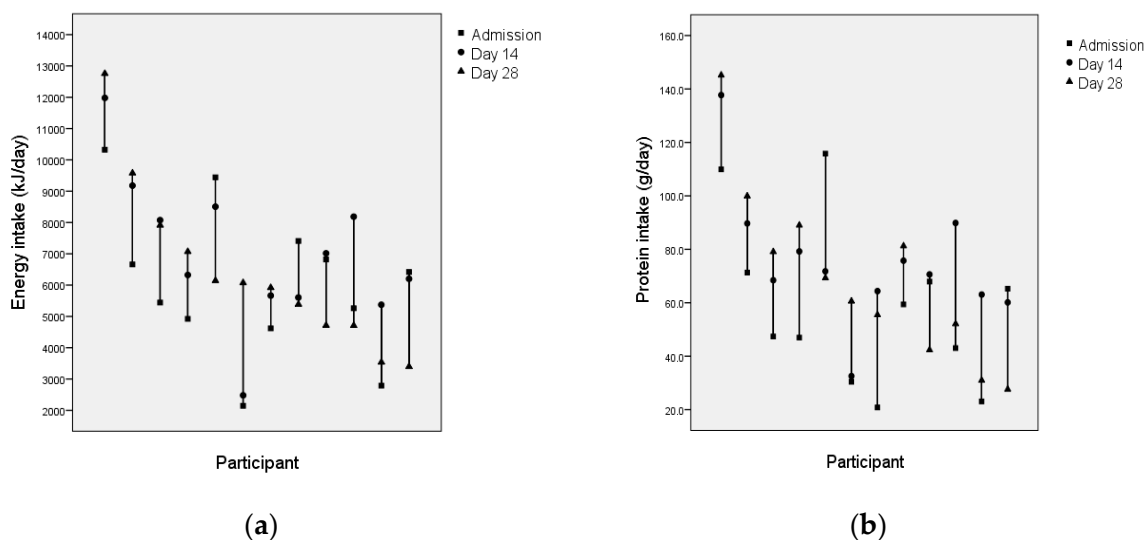 14000
13000
12000
11000
10000
9000
8000
7000
6000
5000
4000
3000
2000
Energy intake (kJ/day)
Participant
Admission
Day 14
Day 28
(a)
160.0
140.0
120.0
100.0
80.0
60.0
40.0
20.0
Protein intake (g/day)
Participant
Admission
Day 14
Day 28
(b)